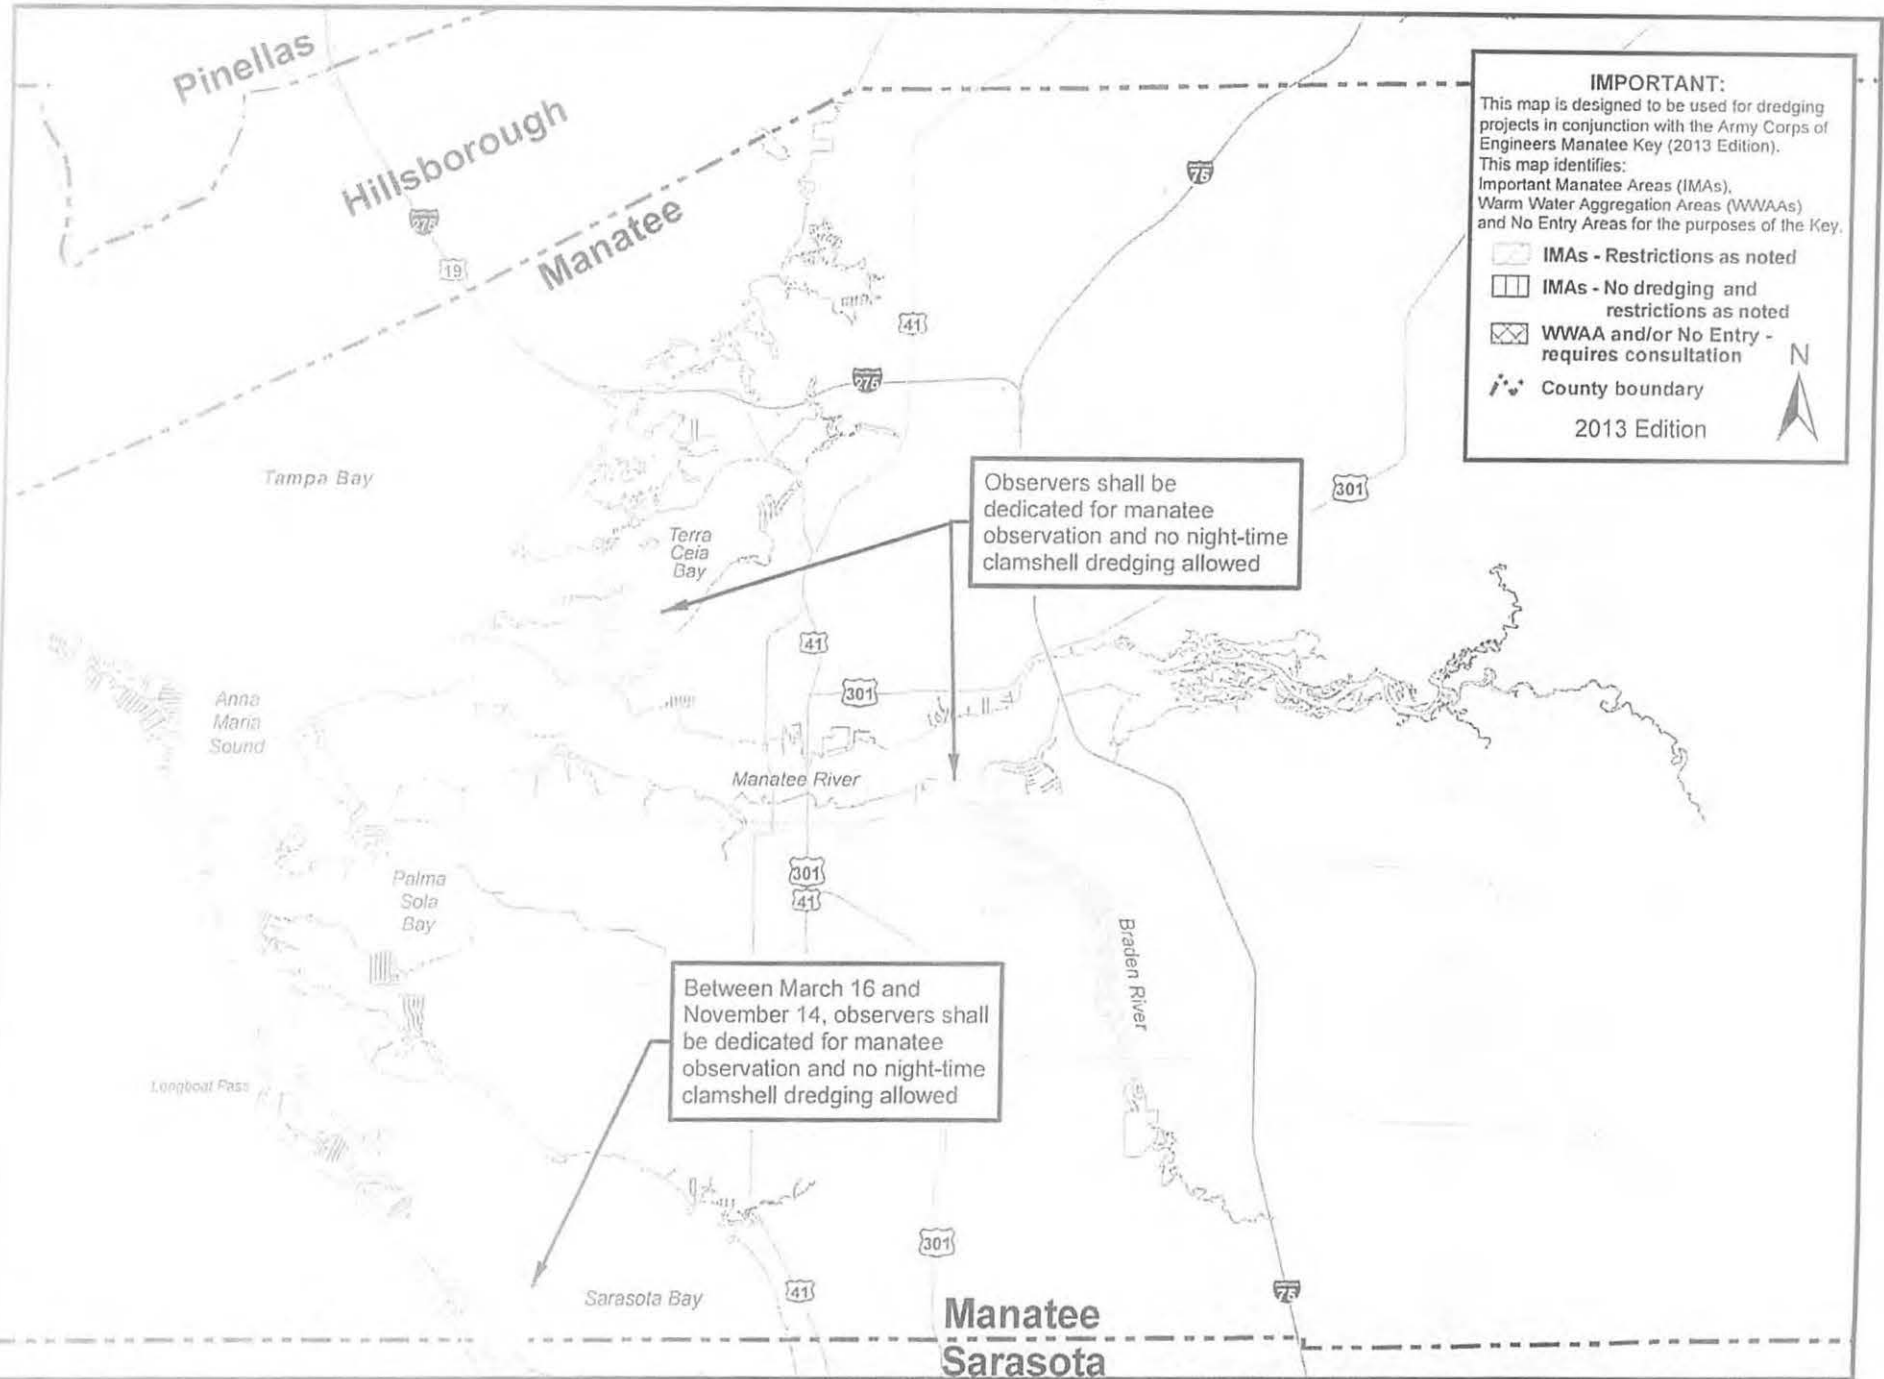 Pinellas
Hillsborough
Manatee
275
19
75
41
275
301
IMPORTANT:
This map is designed to be used for dredging
projects in conjunction with the Army Corps of
Engineers Manatee Key (2013 Edition).
This map identifies:
Important Manatee Areas (IMAs),
Warm Water Aggregation Areas (WWAAs)
and No Entry Areas for the purposes of the Key.
IMAs - Restrictions as noted
IMAs - No dredging and
restrictions as noted
WWAA and/or No Entry -
requires consultation
N
County boundary
2013 Edition
Tampa Bay
Observers shall be
dedicated for manatee
observation and no night-time
clamshell dredging allowed
Terra
Ceia
Bay
41
301
Anna
Maria
Sound
Manatee River
301
41
Palma
Sola
Bay
Braden River
Between March 16 and
November 14, observers shall
be dedicated for manatee
observation and no night-time
clamshell dredging allowed
Longboat Pass
301
41
75
Sarasota Bay
Manatee
Sarasota